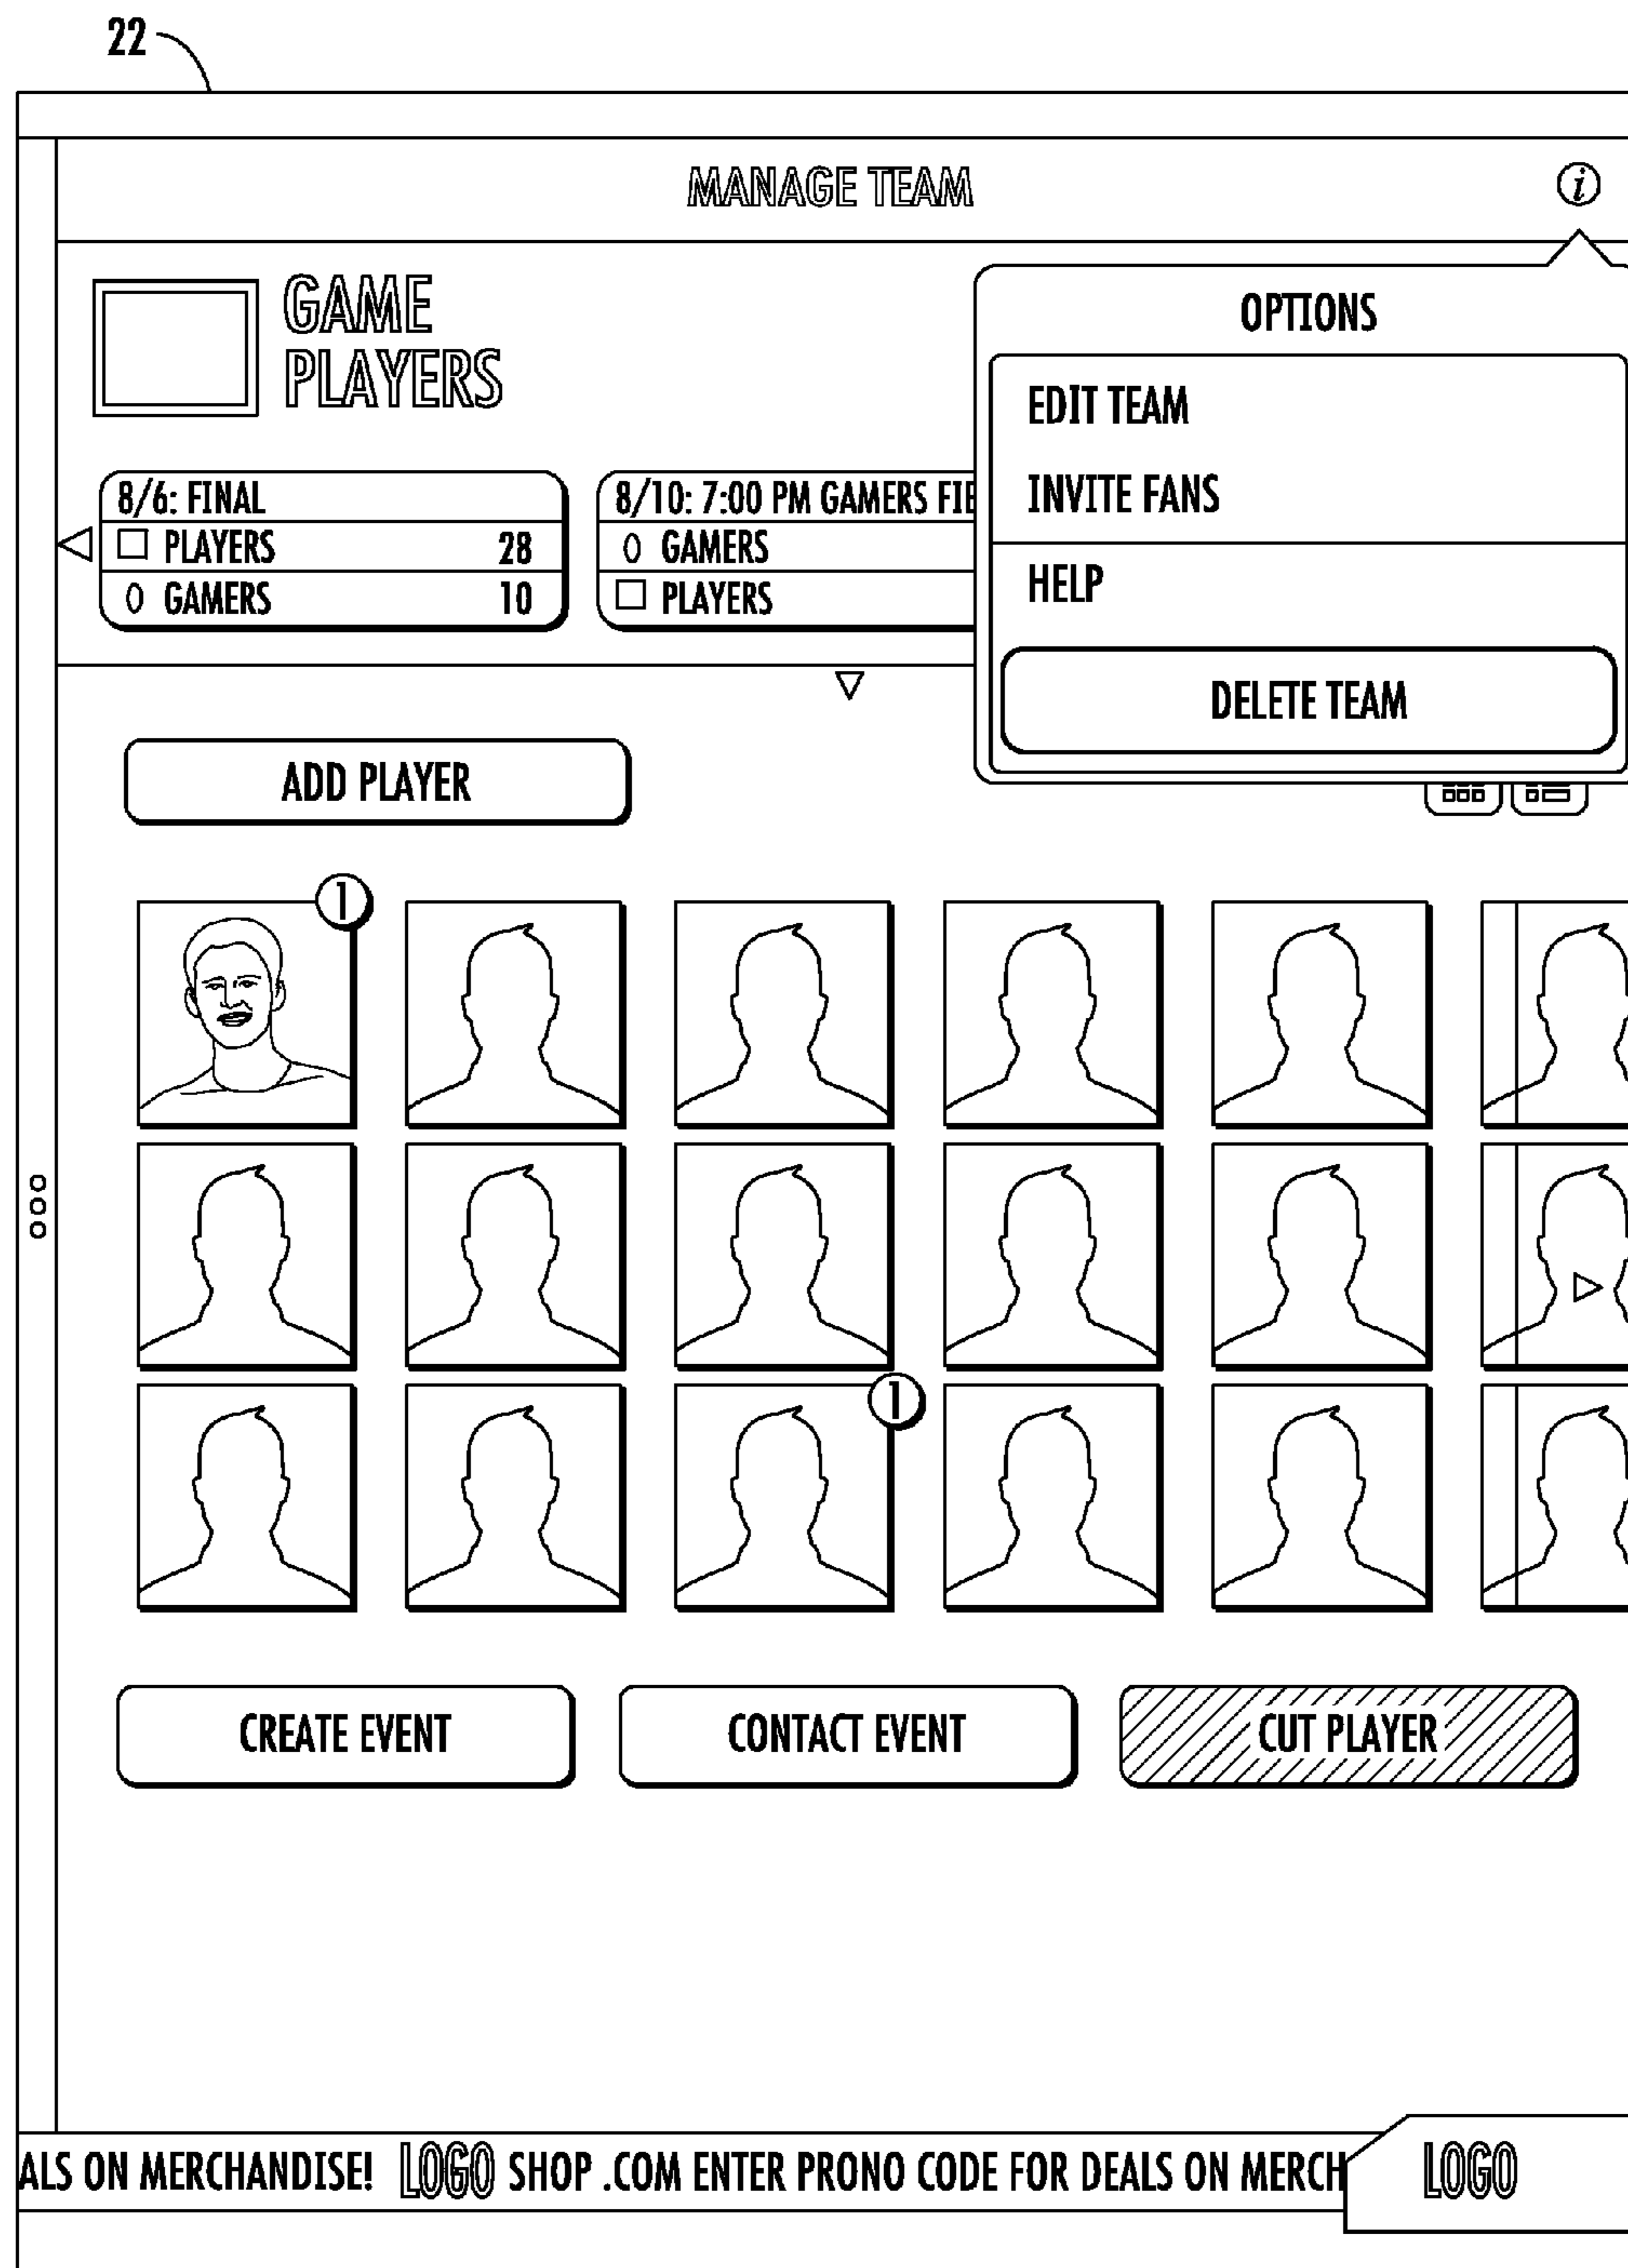 22
MANAGE TEAM
i
GAME
PLAYERS
OPTIONS
EDIT TEAM
INVITE FANS
HELP
DELETE TEAM
8/6: FINAL
PLAYERS 28
GAMERS 10
8/10: 7:00 PM GAMERS FIE
GAMERS
PLAYERS
ADD PLAYER
1
1
CREATE EVENT
CONTACT EVENT
CUT PLAYER
ALS ON MERCHANDISE! LOGO SHOP .COM ENTER PRONO CODE FOR DEALS ON MERCH
LOGO